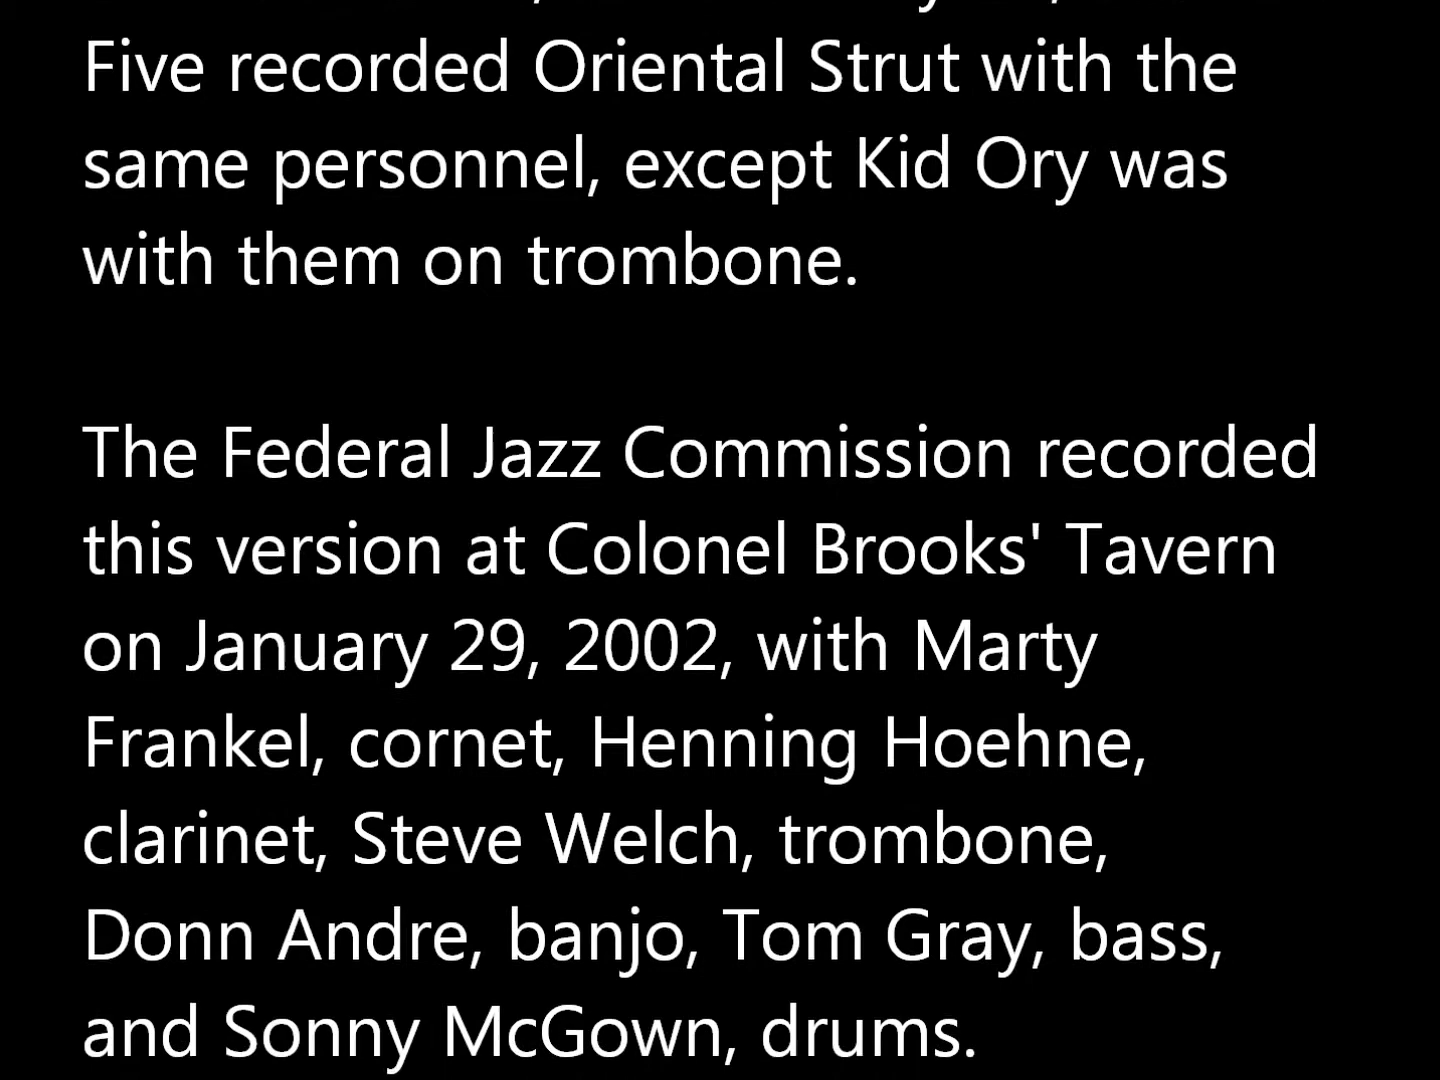 Five recorded Oriental Strut with the
same personnel, except Kid Ory was
with them on trombone.
The Federal Jazz Commission recorded
this version at Colonel Brooks' Tavern
on January 29, 2002, with Marty
Frankel, cornet, Henning Hoehne,
clarinet, Steve Welch, trombone,
Donn Andre, banjo, Tom Gray, bass,
and Sonny McGown, drums.